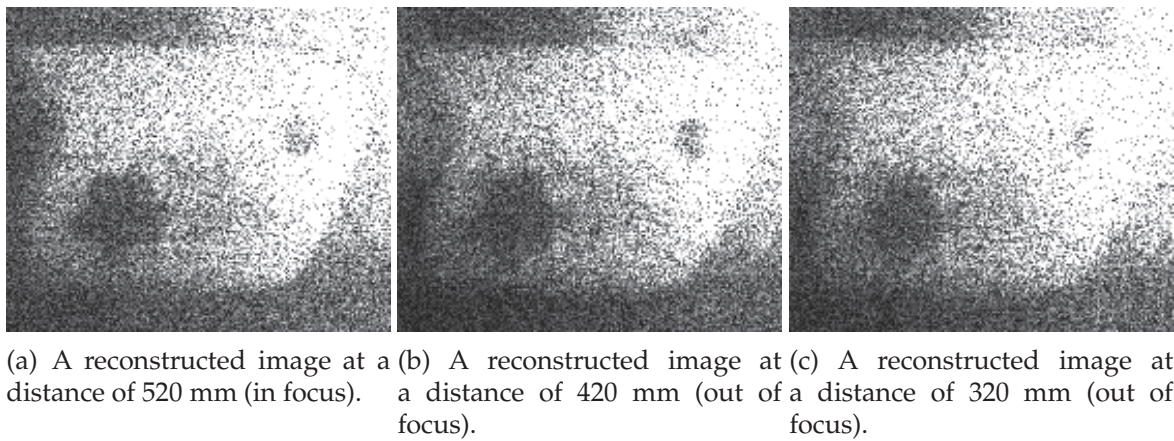 (a) A reconstructed image at a distance of 520 mm (in focus).
(b) A reconstructed image at a distance of 420 mm (out of focus).
(c) A reconstructed image at a distance of 320 mm (out of focus).